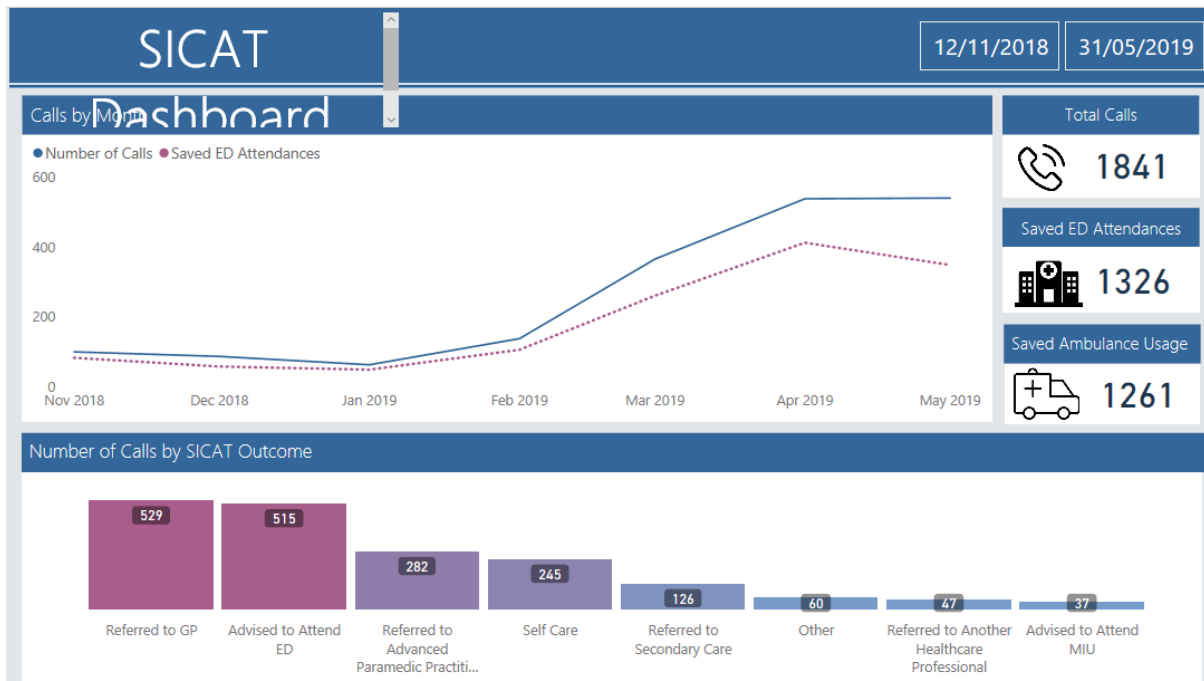 SICAT
Dashboard
12/11/2018
31/05/2019
Calls by Month
Number of Calls
Saved ED Attendances
600
400
200
0
Nov 2018
Dec 2018
Jan 2019
Feb 2019
Mar 2019
Apr 2019
May 2019
Total Calls
1841
Saved ED Attendances
1326
Saved Ambulance Usage
1261
Number of Calls by SICAT Outcome
529
515
282
245
126
60
47
37
Referred to GP
Advised to Attend
ED
Referred to
Advanced
Paramedic Practiti...
Self Care
Referred to
Secondary Care
Other
Referred to Another
Healthcare
Professional
Advised to Attend
MIU